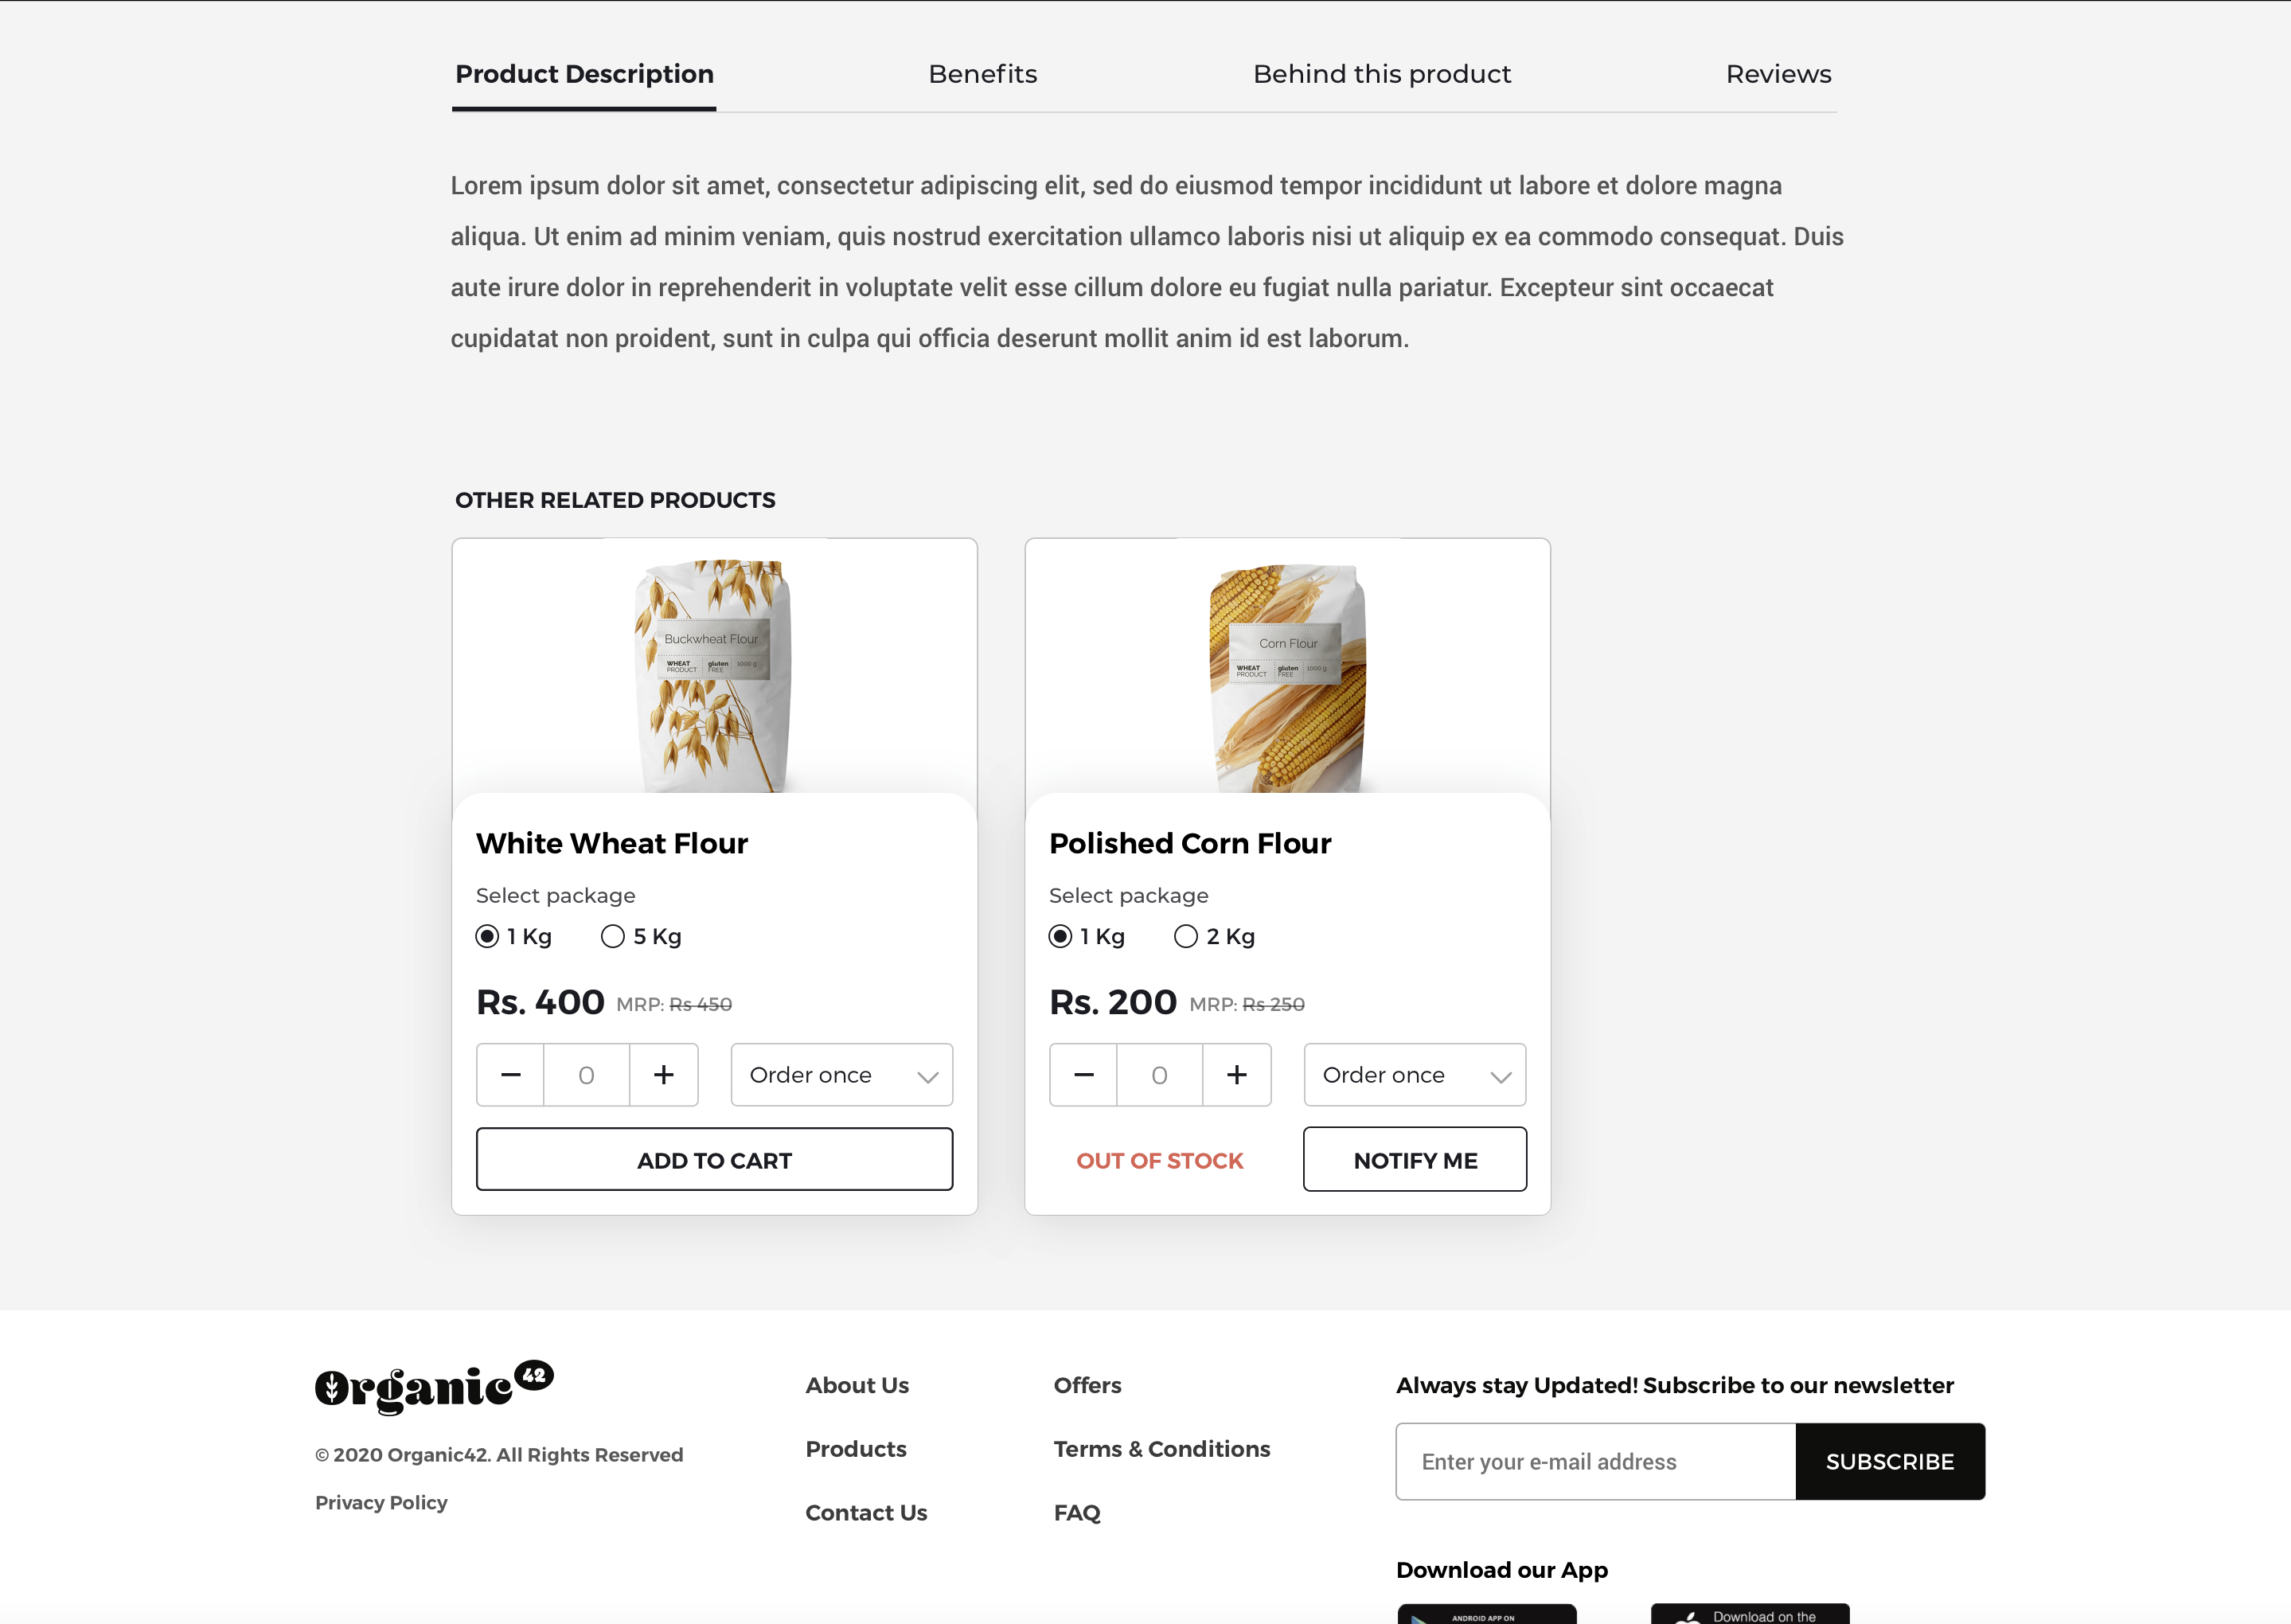 Product Description
Benefits
Behind this product
Reviews
Lorem ipsum dolor sit amet, consectetur adipiscing elit, sed do eiusmod tempor incididunt ut labore et dolore magna
aliqua. Ut enim ad minim veniam, quis nostrud exercitation ullamco laboris nisi ut aliquip ex ea commodo consequat. Duis
aute irure dolor in reprehenderit in voluptate velit esse cillum dolore eu fugiat nulla pariatur. Excepteur sint occaecat
cupidatat non proident, sunt in culpa qui officia deserunt mollit anim id est laborum.
OTHER RELATED PRODUCTS
Buckwheat Flour
WHEAT PRODUCT
gluten FREE
1000 g
White Wheat Flour
Select package
1 Kg
5 Kg
Rs. 400 MRP: Rs 450
0
Order once
ADD TO CART
Corn Flour
WHEAT PRODUCT
gluten FREE
1000 g
Polished Corn Flour
Select package
1 Kg
2 Kg
Rs. 200 MRP: Rs 250
0
Order once
OUT OF STOCK
NOTIFY ME
Organic 42
© 2020 Organic42. All Rights Reserved
Privacy Policy
About Us
Products
Contact Us
Offers
Terms & Conditions
FAQ
Always stay Updated! Subscribe to our newsletter
Enter your e-mail address
SUBSCRIBE
Download our App
ANDROID APP ON
Download on the